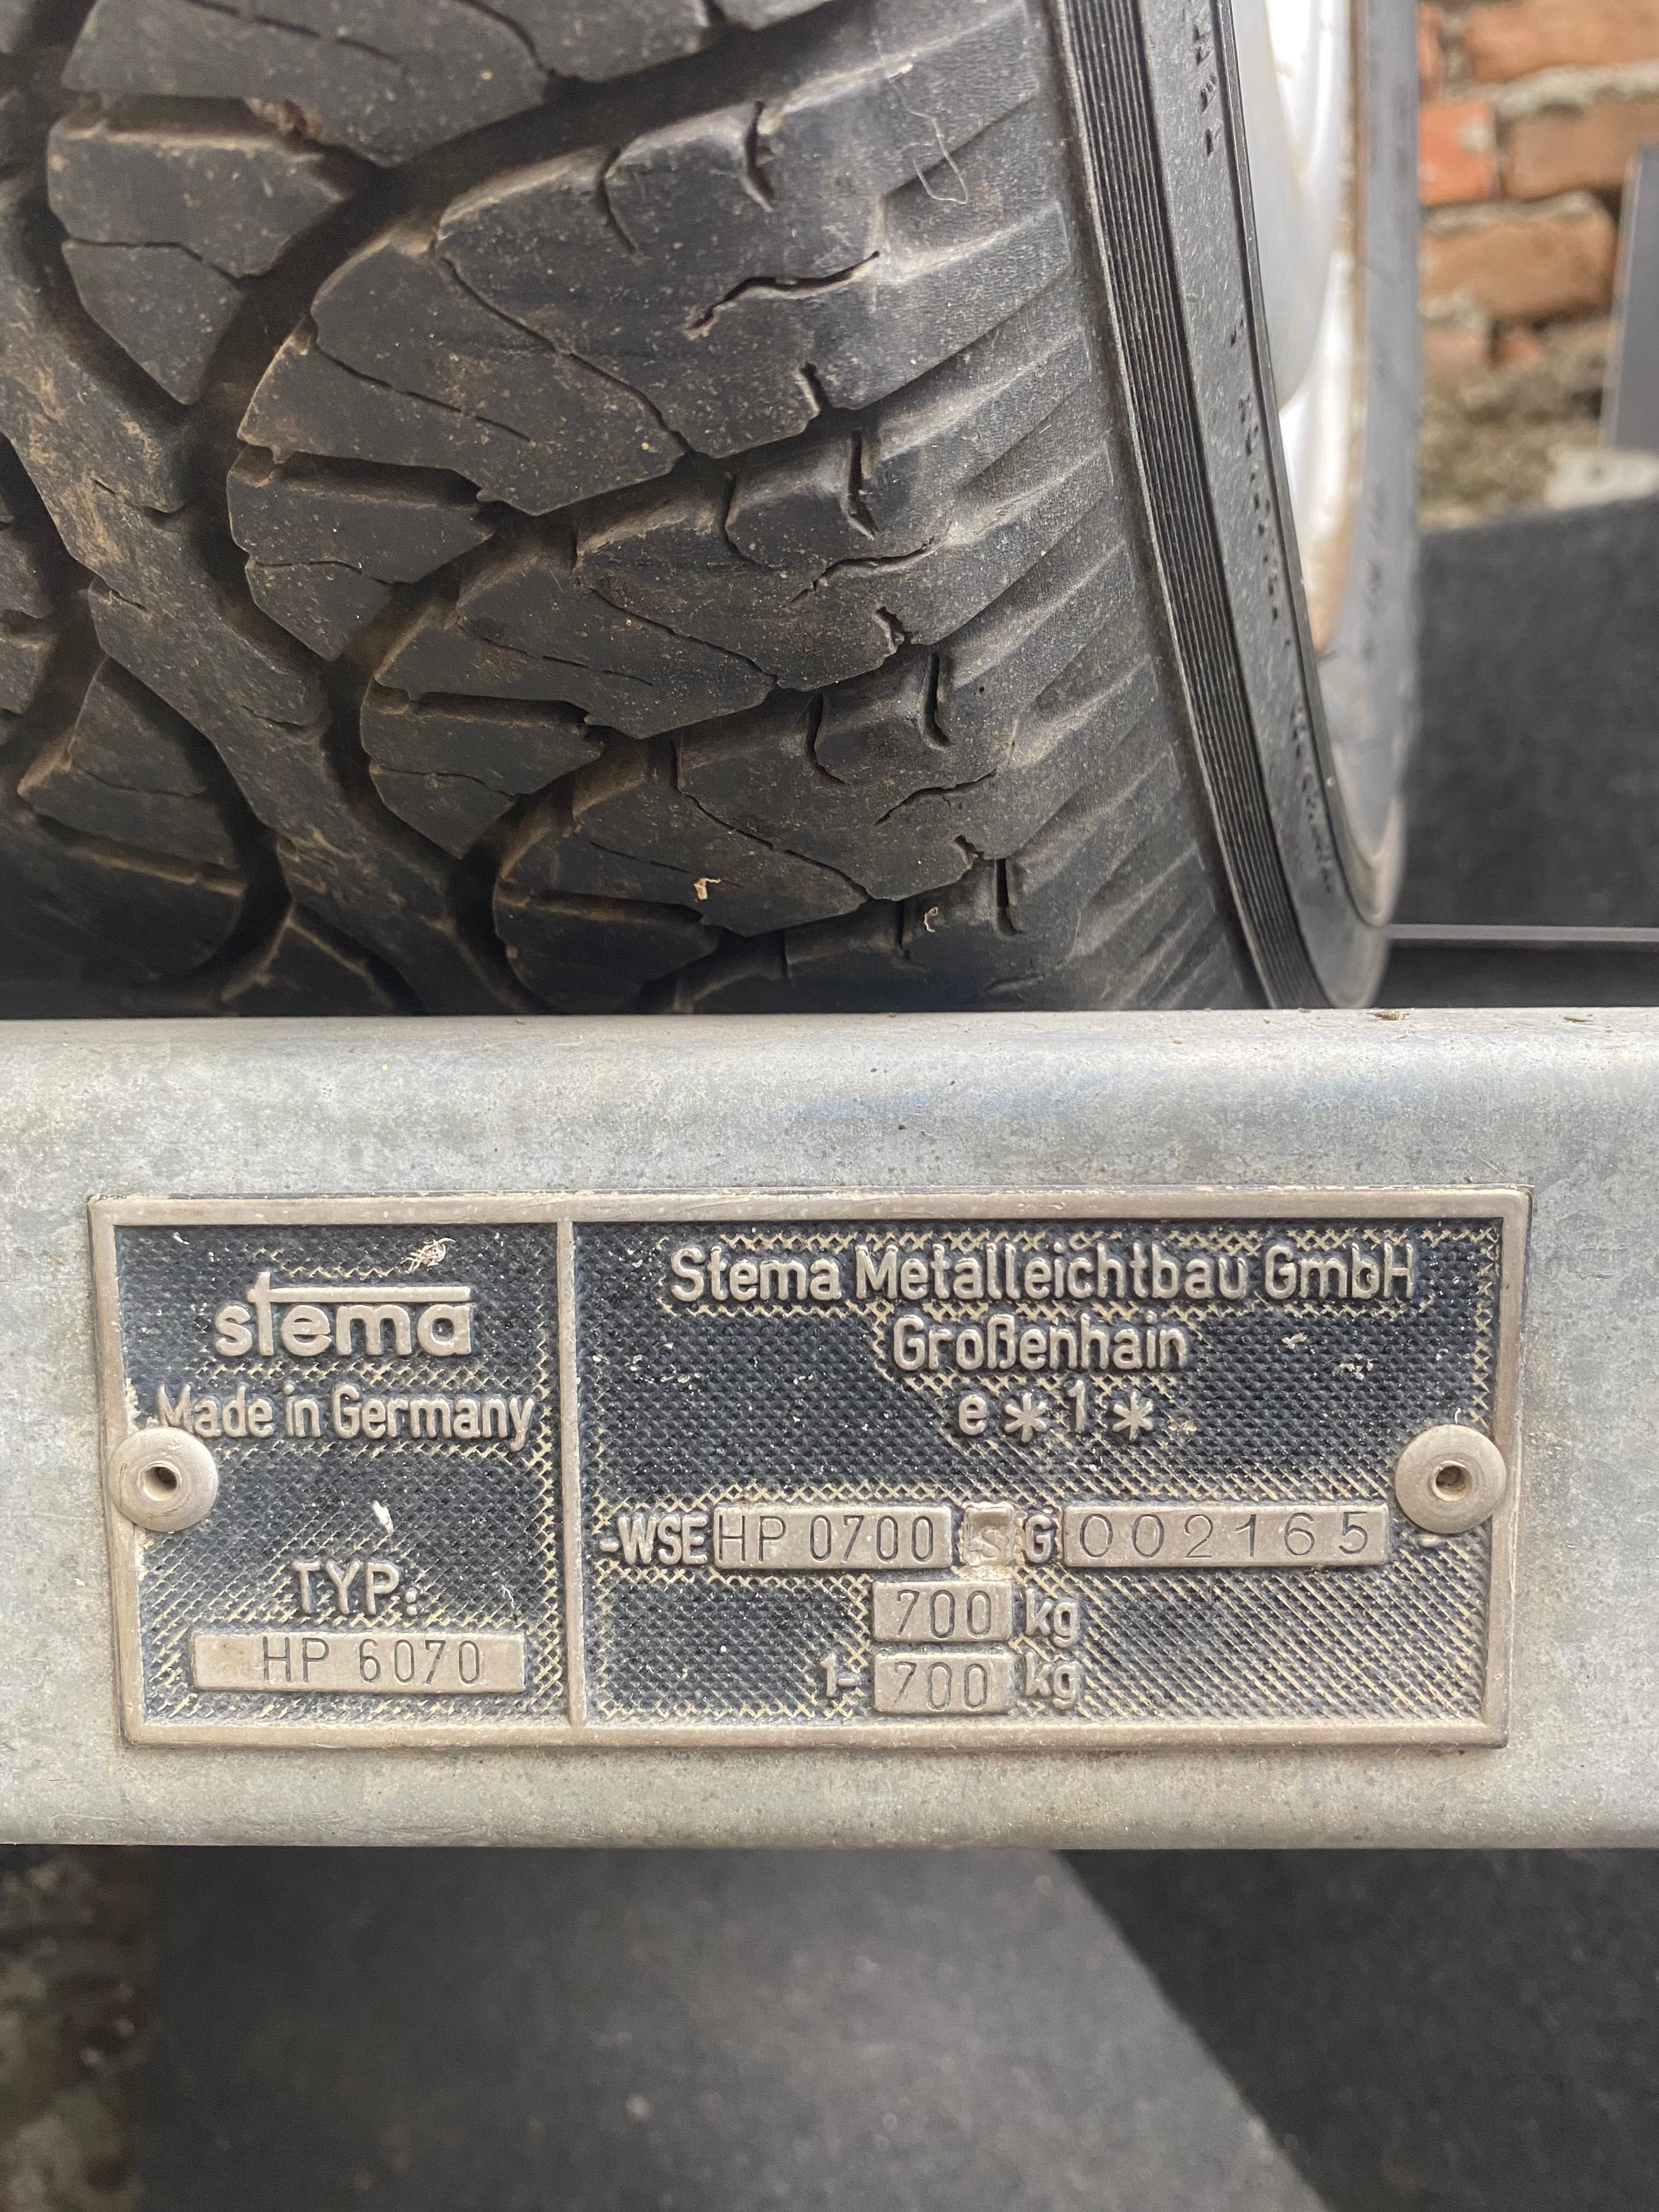 stema
Made in Germany
TYP:
HP 6070
Stema Metalleichtbau GmbH
Großenhain
e*1*
-WSE HP 0700 S G 002165
700 kg
1- 700 kg